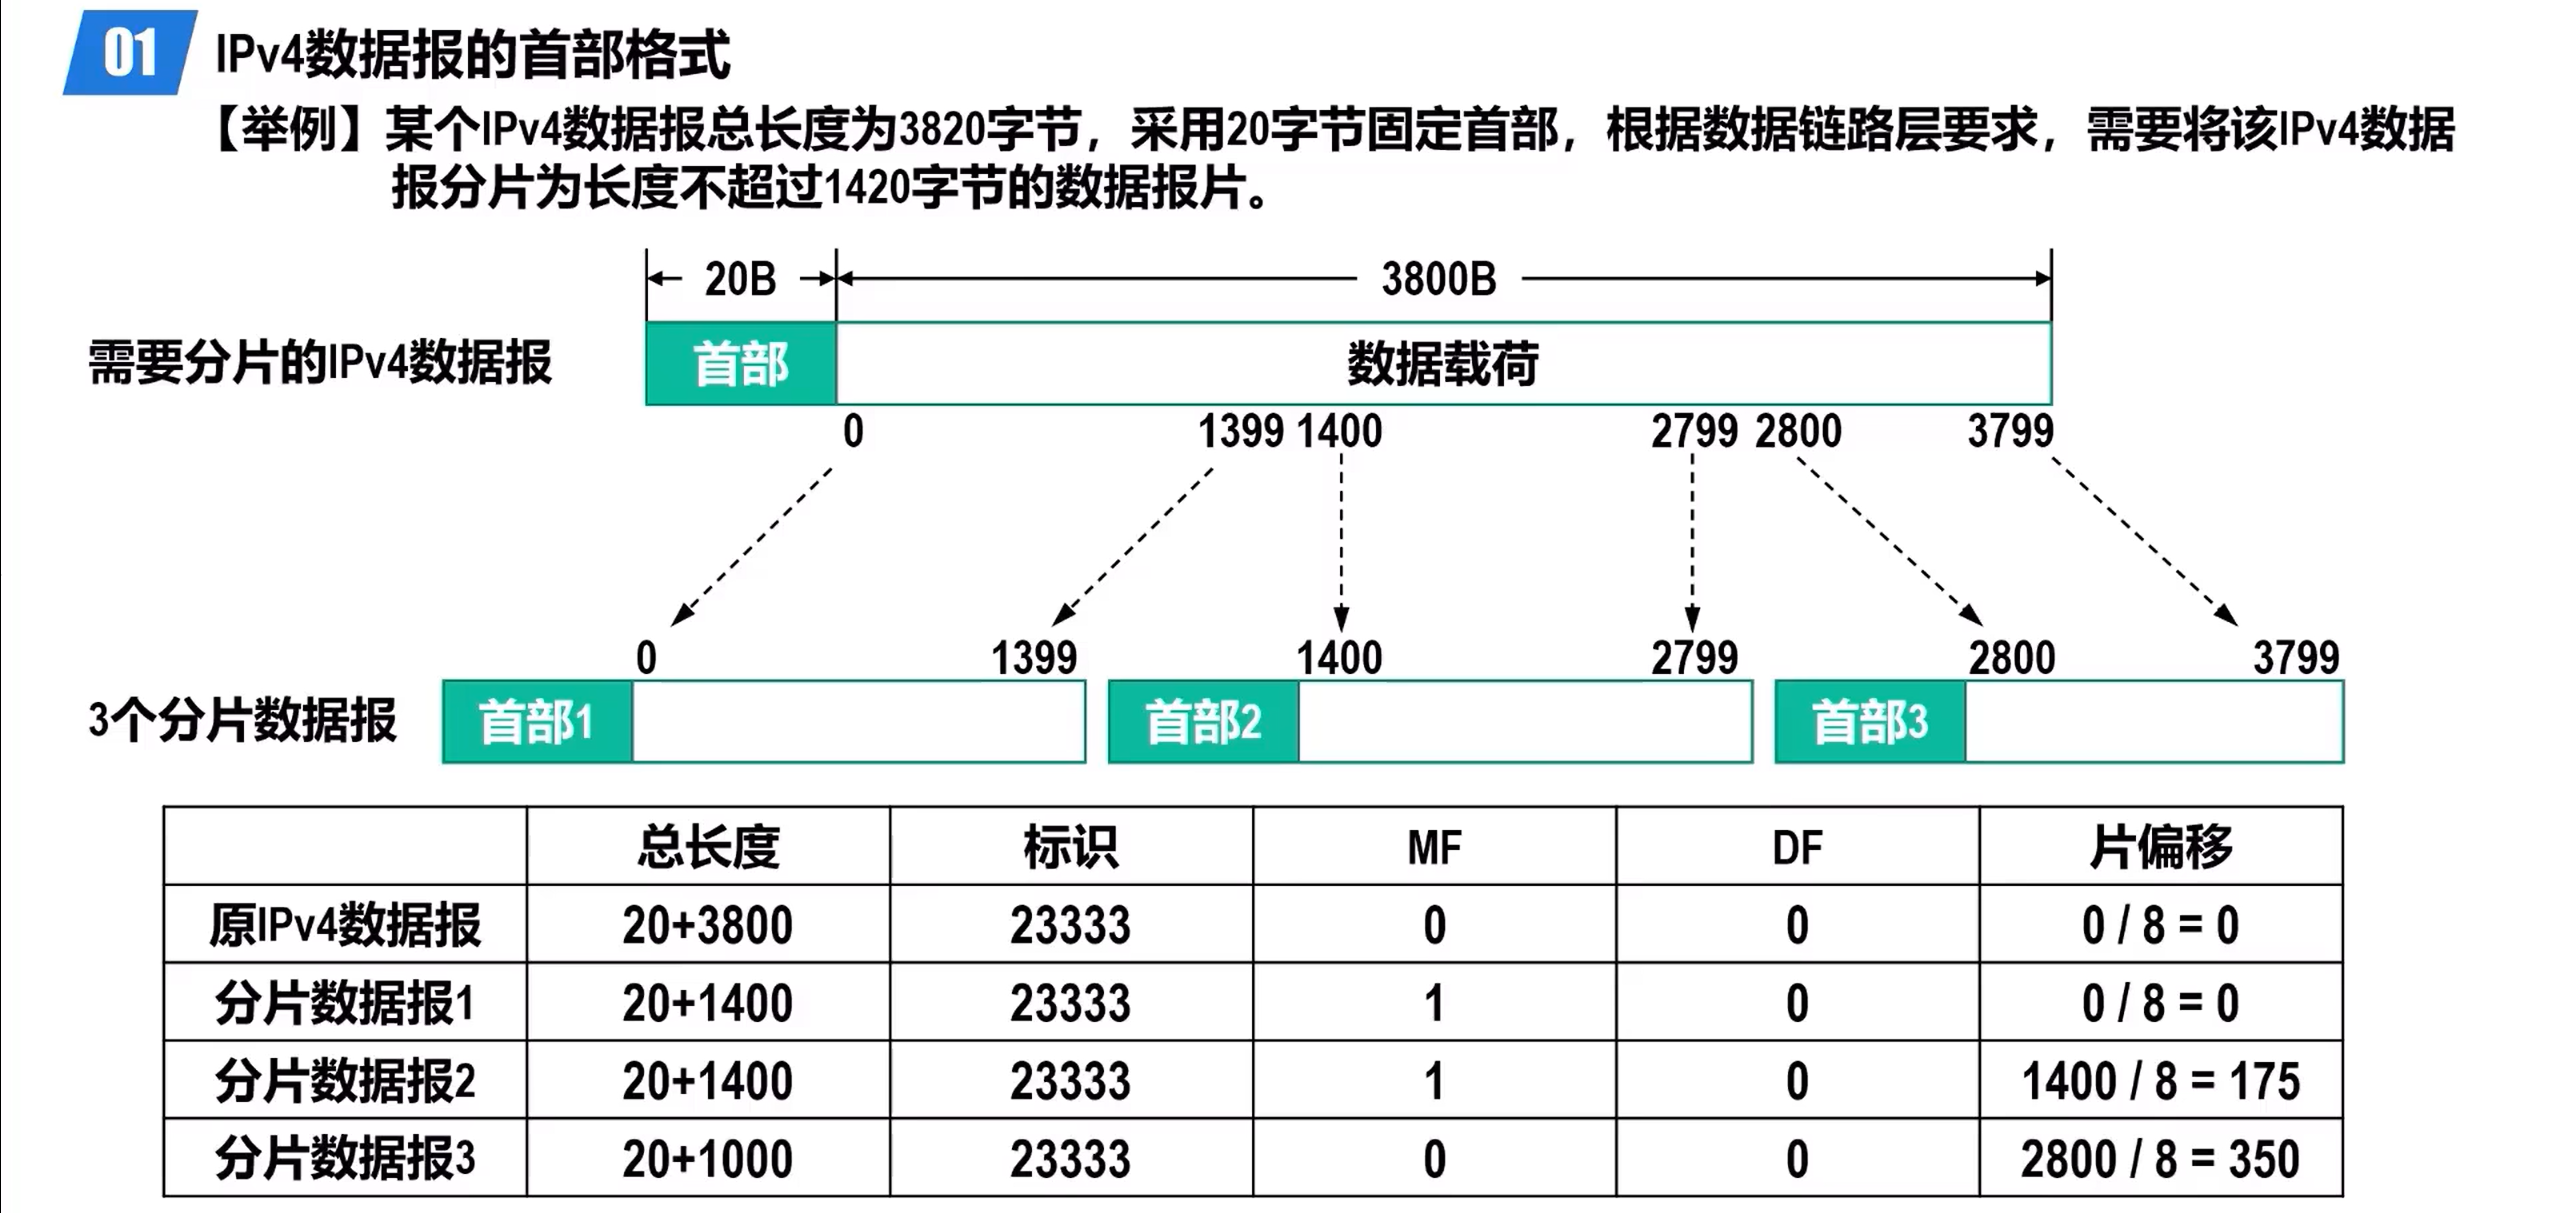 01 IPv4数据报的首部格式
【举例】某个IPv4数据报总长度为3820字节，采用20字节固定首部，根据数据链路层要求，需要将该IPv4数据
报分片为长度不超过1420字节的数据报片。
20B 3800B
需要分片的IPv4数据报 首部 数据载荷
0 1399 1400 2799 2800 3799
0 1399 1400 2799 2800 3799
3个分片数据报 首部1 首部2 首部3
总长度 标识 MF DF 片偏移
原IPv4数据报 20+3800 23333 0 0 0 / 8 = 0
分片数据报1 20+1400 23333 1 0 0 / 8 = 0
分片数据报2 20+1400 23333 1 0 1400 / 8 = 175
分片数据报3 20+1000 23333 0 0 2800 / 8 = 350